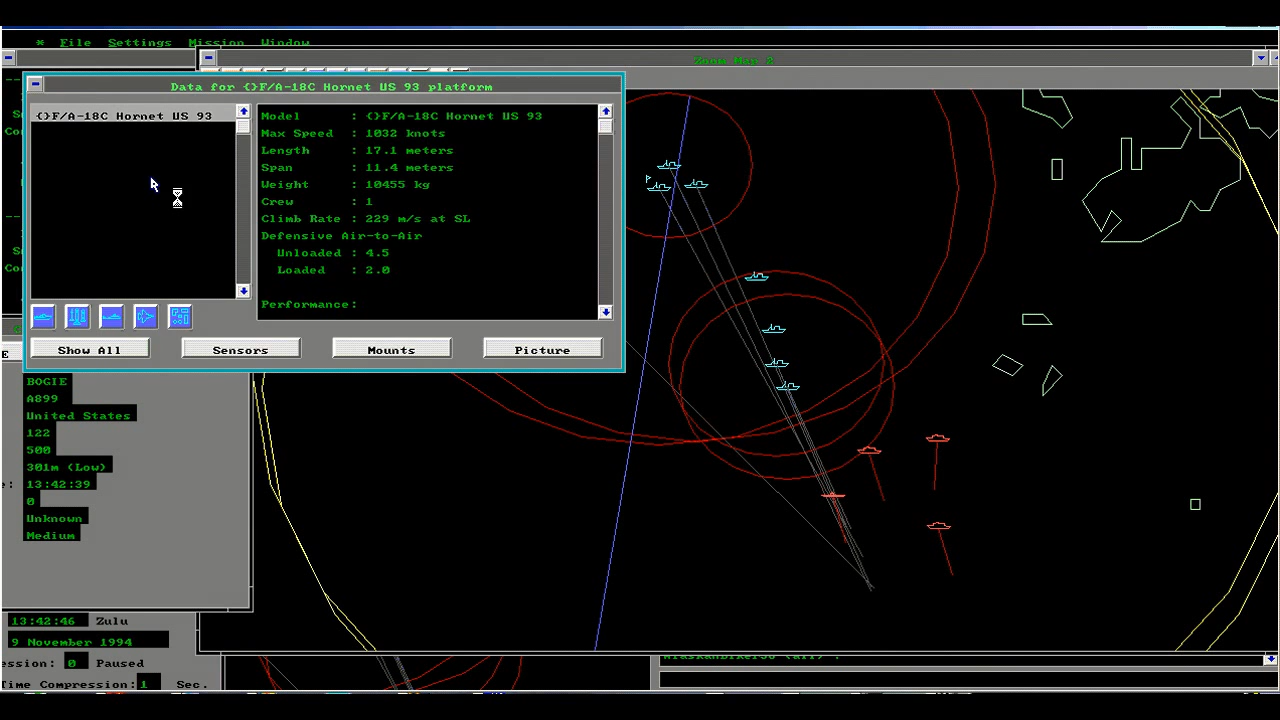 * File Settings Mission Window
Zoom Map 2
Data for {}F/A-18C Hornet US 93 platform
{}F/A-18C Hornet US 93
Model : {}F/A-18C Hornet US 93
Max Speed : 1032 knots
Length : 17.1 meters
Span : 11.4 meters
Weight : 10455 kg
Crew : 1
Climb Rate : 229 m/s at SL
Defensive Air-to-Air
Unloaded : 4.5
Loaded : 2.0
Performance:
Show All
Sensors
Mounts
Picture
BOGIE
A899
United States
122
500
301m (Low)
13:42:39
0
Unknown
Medium
13:42:46 Zulu
9 November 1994
ession: 0 Paused
Time Compression:1 Sec.